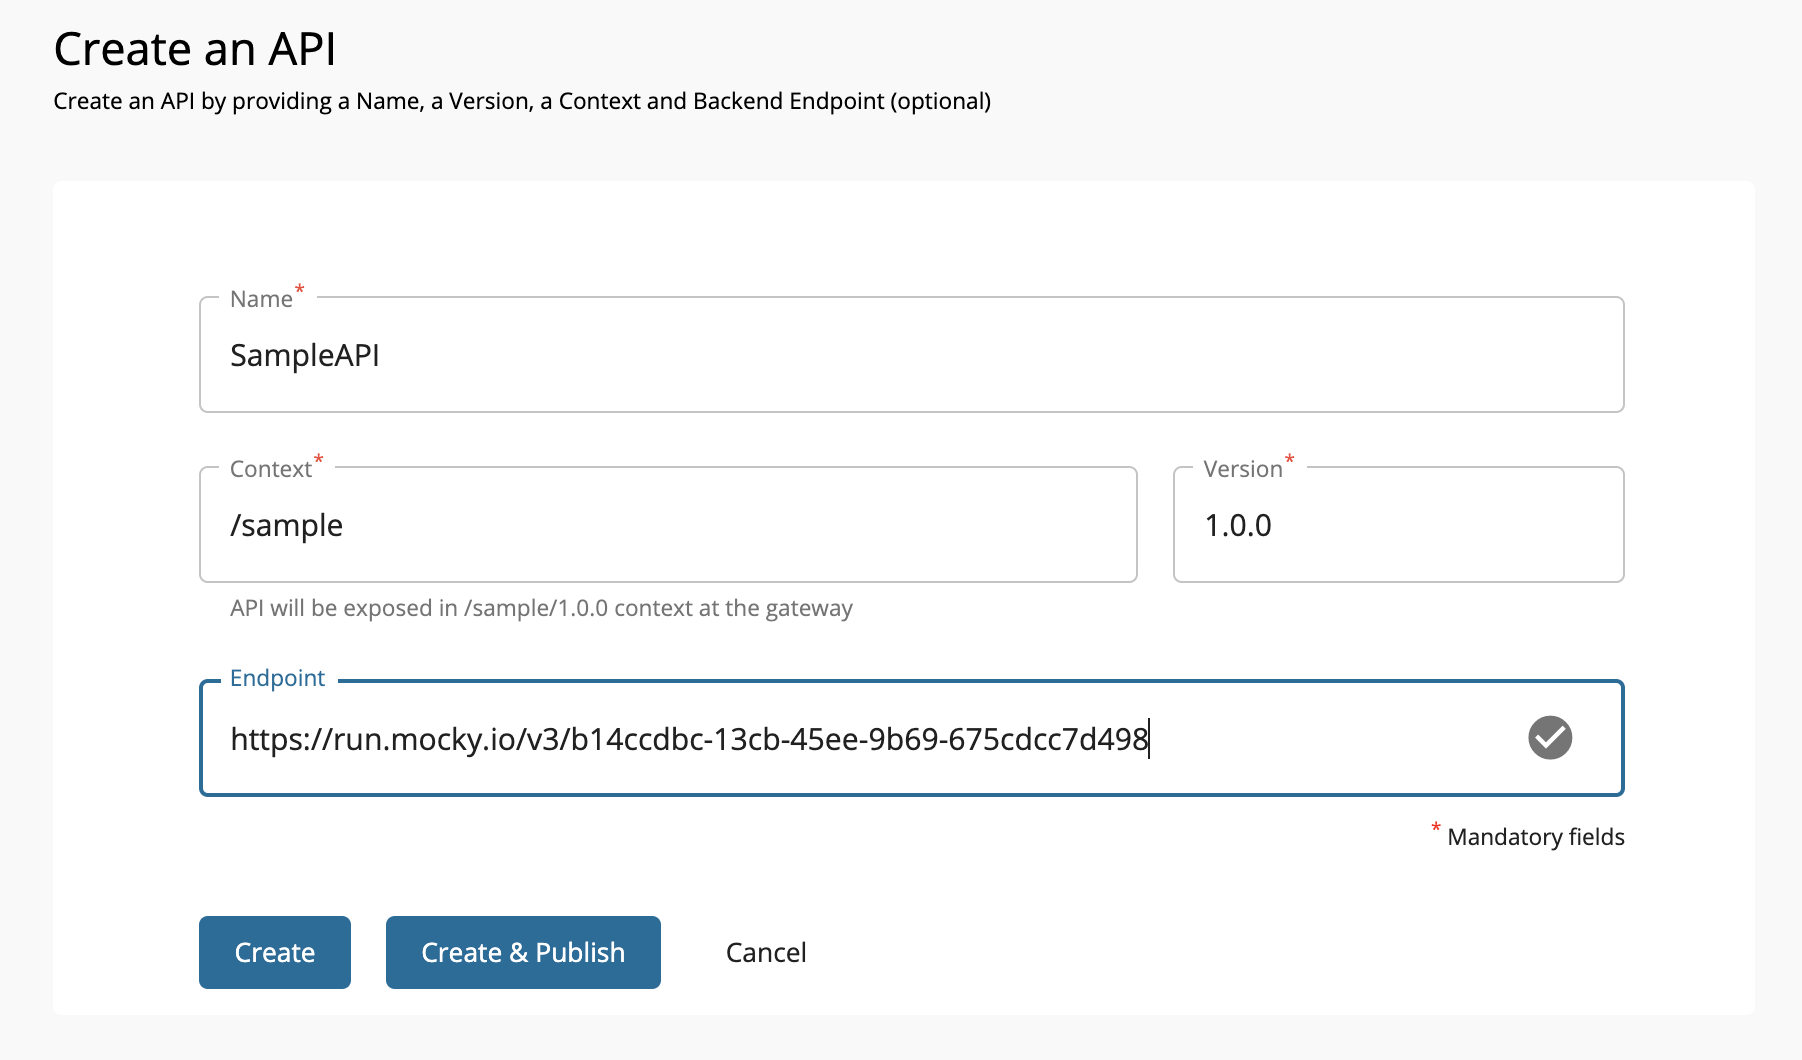 Create an API
Create an API by providing a Name, a Version, a Context and Backend Endpoint (optional)
Name*
SampleAPI
Context*
/sample
Version*
1.0.0
API will be exposed in /sample/1.0.0 context at the gateway
Endpoint
https://run.mocky.io/v3/b14ccdbc-13cb-45ee-9b69-675cdcc7d498
* Mandatory fields
Create
Create & Publish
Cancel